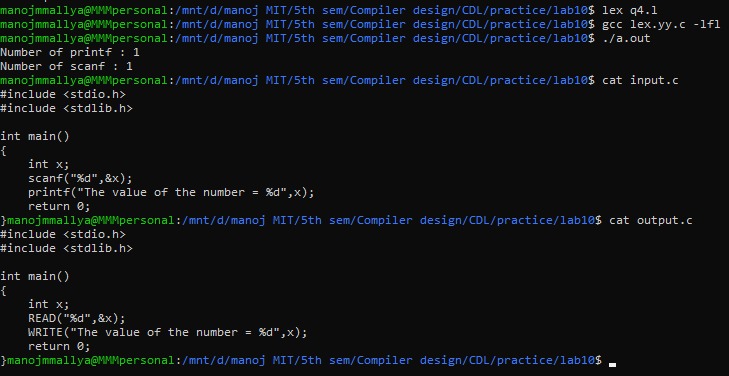 manojmmallya@MMMpersonal:/mnt/d/manoj MIT/5th sem/Compiler design/CDL/practice/lab10$ lex q4.l
manojmmallya@MMMpersonal:/mnt/d/manoj MIT/5th sem/Compiler design/CDL/practice/lab10$ gcc lex.yy.c -lfl
manojmmallya@MMMpersonal:/mnt/d/manoj MIT/5th sem/Compiler design/CDL/practice/lab10$ ./a.out
Number of printf : 1
Number of scanf : 1
manojmmallya@MMMpersonal:/mnt/d/manoj MIT/5th sem/Compiler design/CDL/practice/lab10$ cat input.c
#include <stdio.h>
#include <stdlib.h>

int main()
{
    int x;
    scanf("%d",&x);
    printf("The value of the number = %d",x);
    return 0;
}manojmmallya@MMMpersonal:/mnt/d/manoj MIT/5th sem/Compiler design/CDL/practice/lab10$ cat output.c
#include <stdio.h>
#include <stdlib.h>

int main()
{
    int x;
    READ("%d",&x);
    WRITE("The value of the number = %d",x);
    return 0;
}manojmmallya@MMMpersonal:/mnt/d/manoj MIT/5th sem/Compiler design/CDL/practice/lab10$